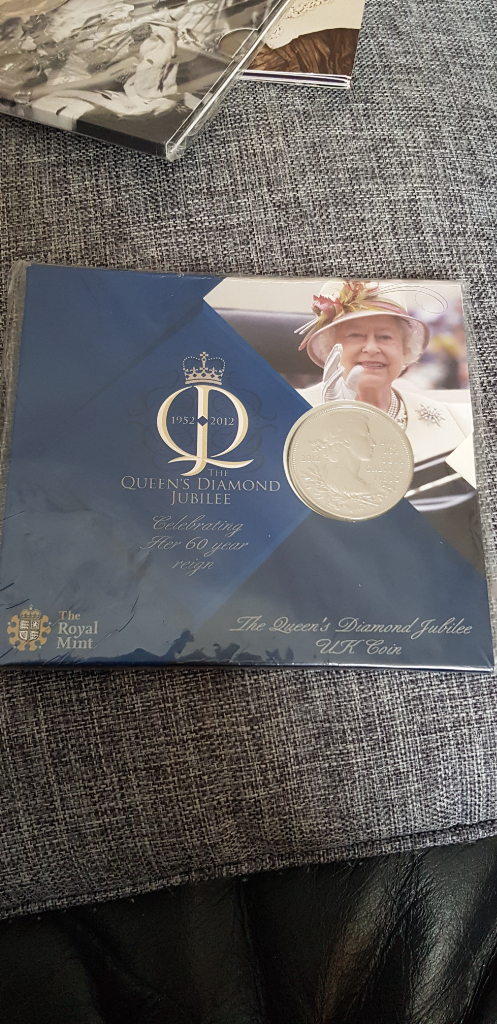 1952 2012
THE
QUEEN'S DIAMOND
JUBILEE
Celebrating
Her 60 year
reign
The
Royal
Mint
The Queen's Diamond Jubilee
UK Coin